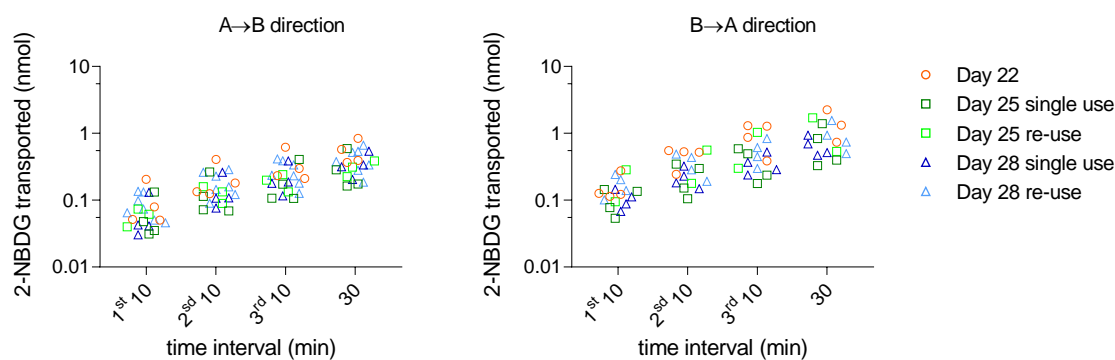 A→B direction
2-NBDG transported (nmol)
10
1
0.1
0.01
1st 10
2sd 10
3rd 10
30
time interval (min)
B→A direction
2-NBDG transported (nmol)
10
1
0.1
0.01
1st 10
2sd 10
3rd 10
30
time interval (min)
Day 22
Day 25 single use
Day 25 re-use
Day 28 single use
Day 28 re-use